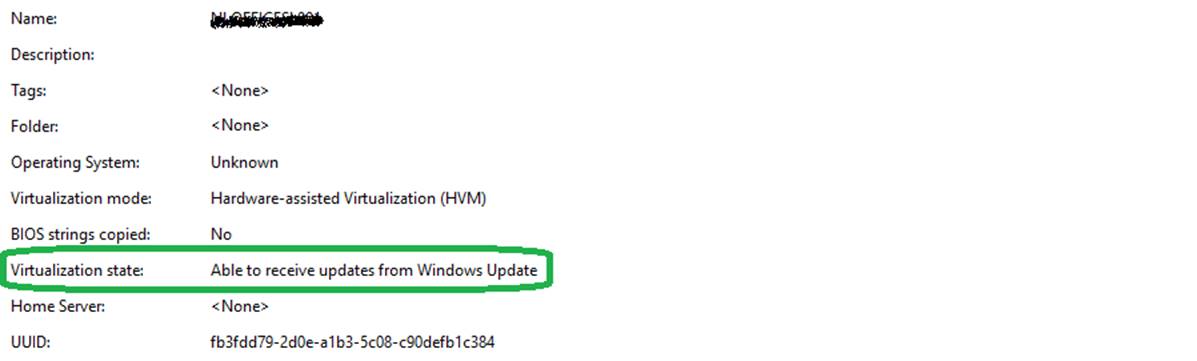 Name:
Description:
Tags: <None>
Folder: <None>
Operating System: Unknown
Virtualization mode: Hardware-assisted Virtualization (HVM)
BIOS strings copied: No
Virtualization state: Able to receive updates from Windows Update
Home Server: <None>
UUID: fb3fdd79-2d0e-a1b3-5c08-c90defb1c384